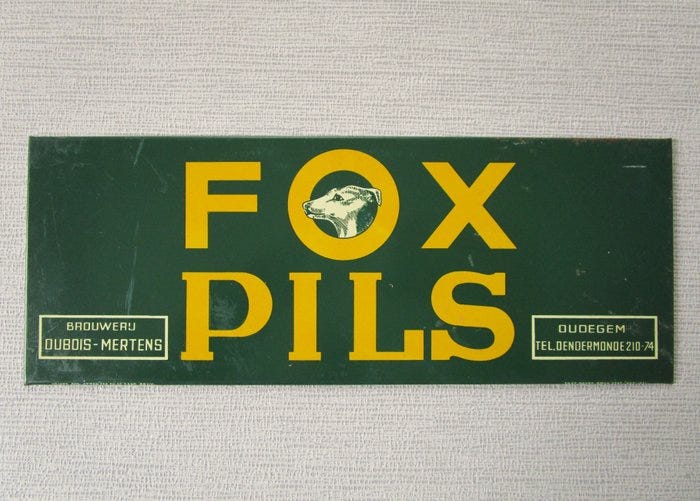 FOX
PILS
BROUWERIJ
DUBOIS-MERTENS
OUDEGEM
TEL.DENDERMONDE 210-74